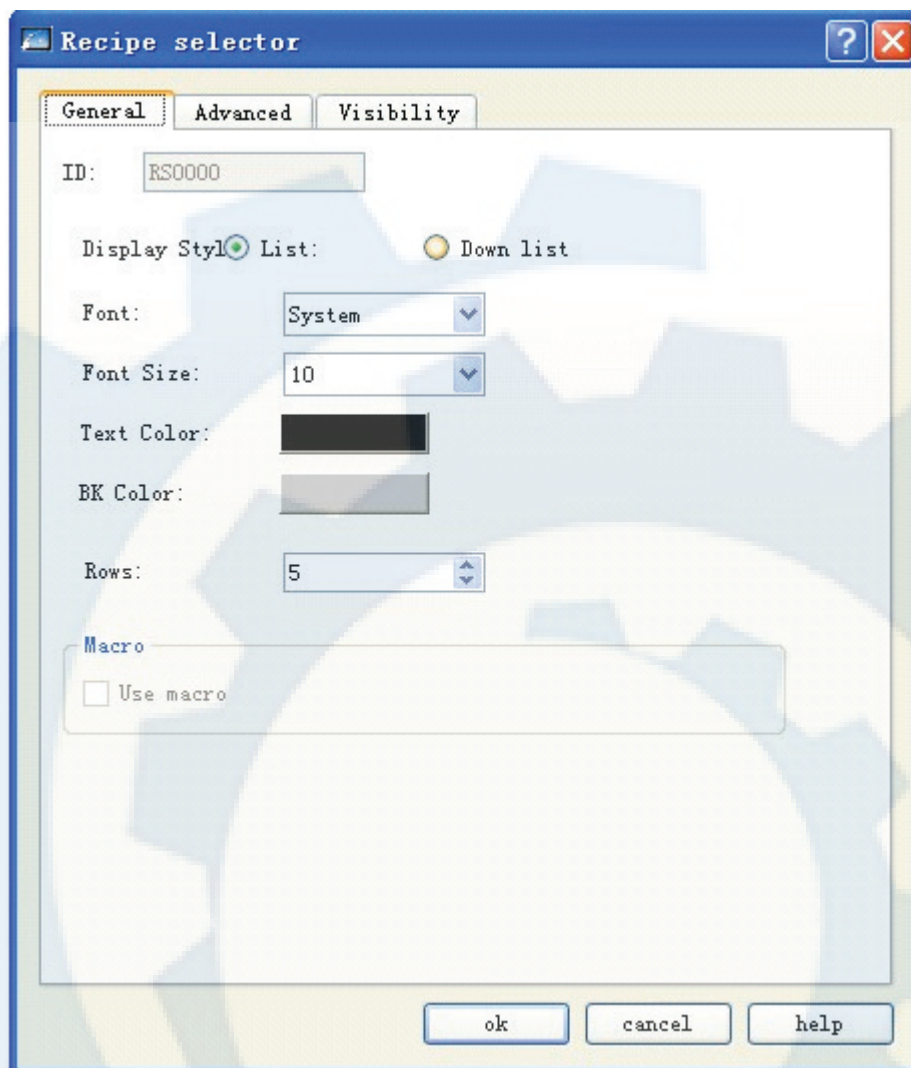 Recipe selector
General Advanced Visibility
ID: RS0000
Display Styl List: Down list
Font: System
Font Size: 10
Text Color:
BK Color:
Rows: 5
Macro
Use macro
ok cancel help